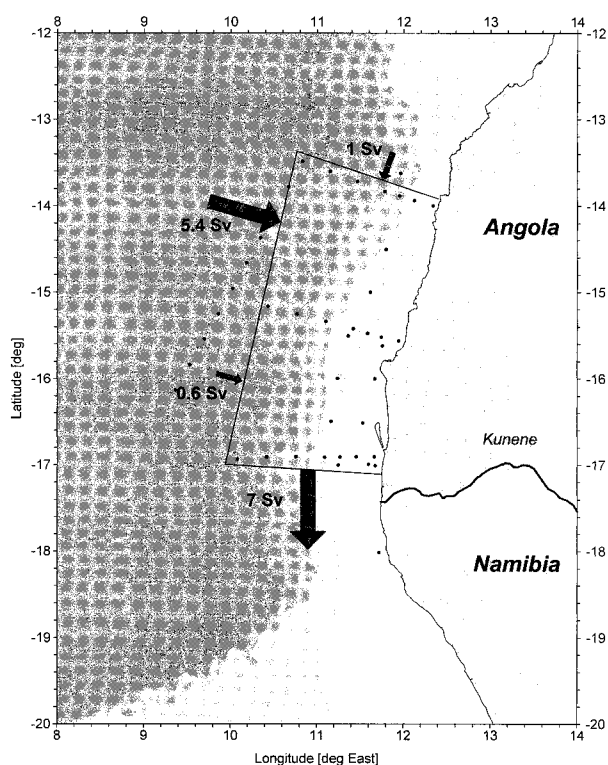 8 9 10 11 12 13 14
-12 -12
-13 -13
1 Sv
-14 -14
5.4 Sv
Angola
-15 -15
Latitude [deg]
-16 -16
0.6 Sv
Kunene
-17 -17
7 Sv
-18 -18
Namibia
-19 -19
-20 -20
8 9 10 11 12 13 14
Longitude [deg East]